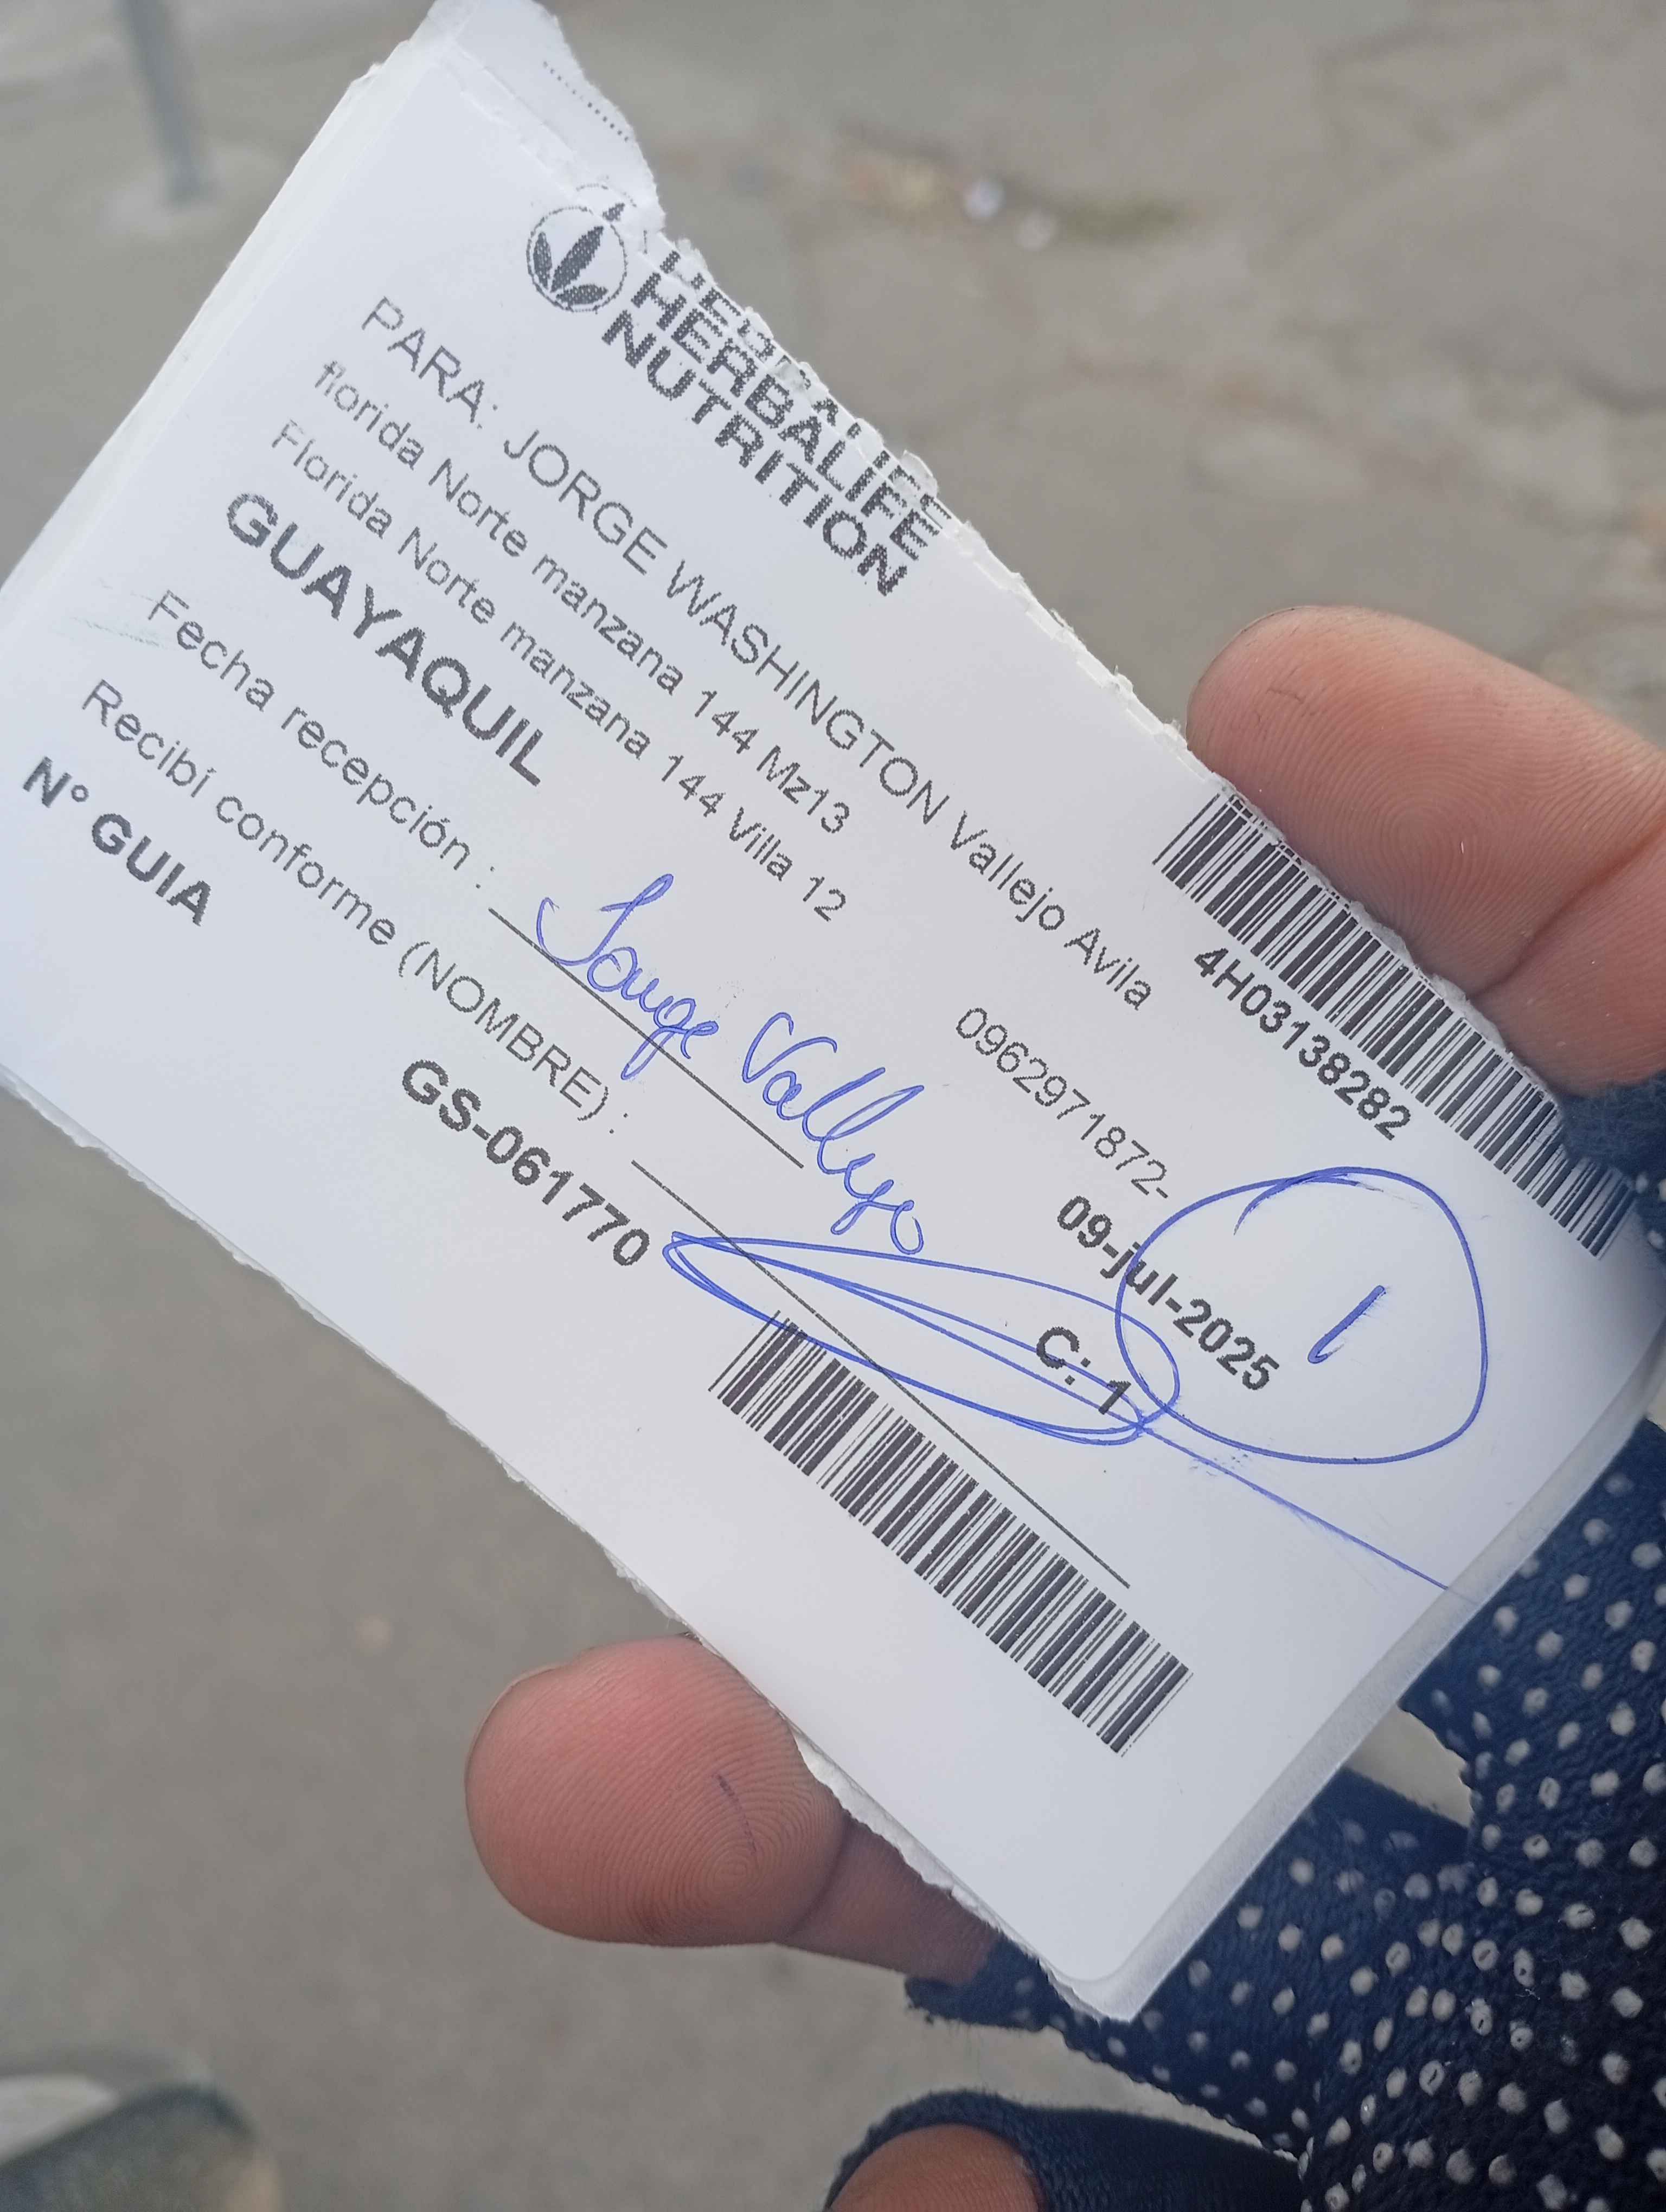 HERBALIFE
NUTRITION
4H03138282
PARA: JORGE WASHINGTON Vallejo Avila
florida Norte manzana 144 Mz13
0962971872-
Florida Norte manzana 144 Villa 12
GUAYAQUIL
09-jul-2025
1
Fecha recepción :
Jorge Vallejo
C: 1
Recibí conforme (NOMBRE) :
N° GUIA
GS-061770